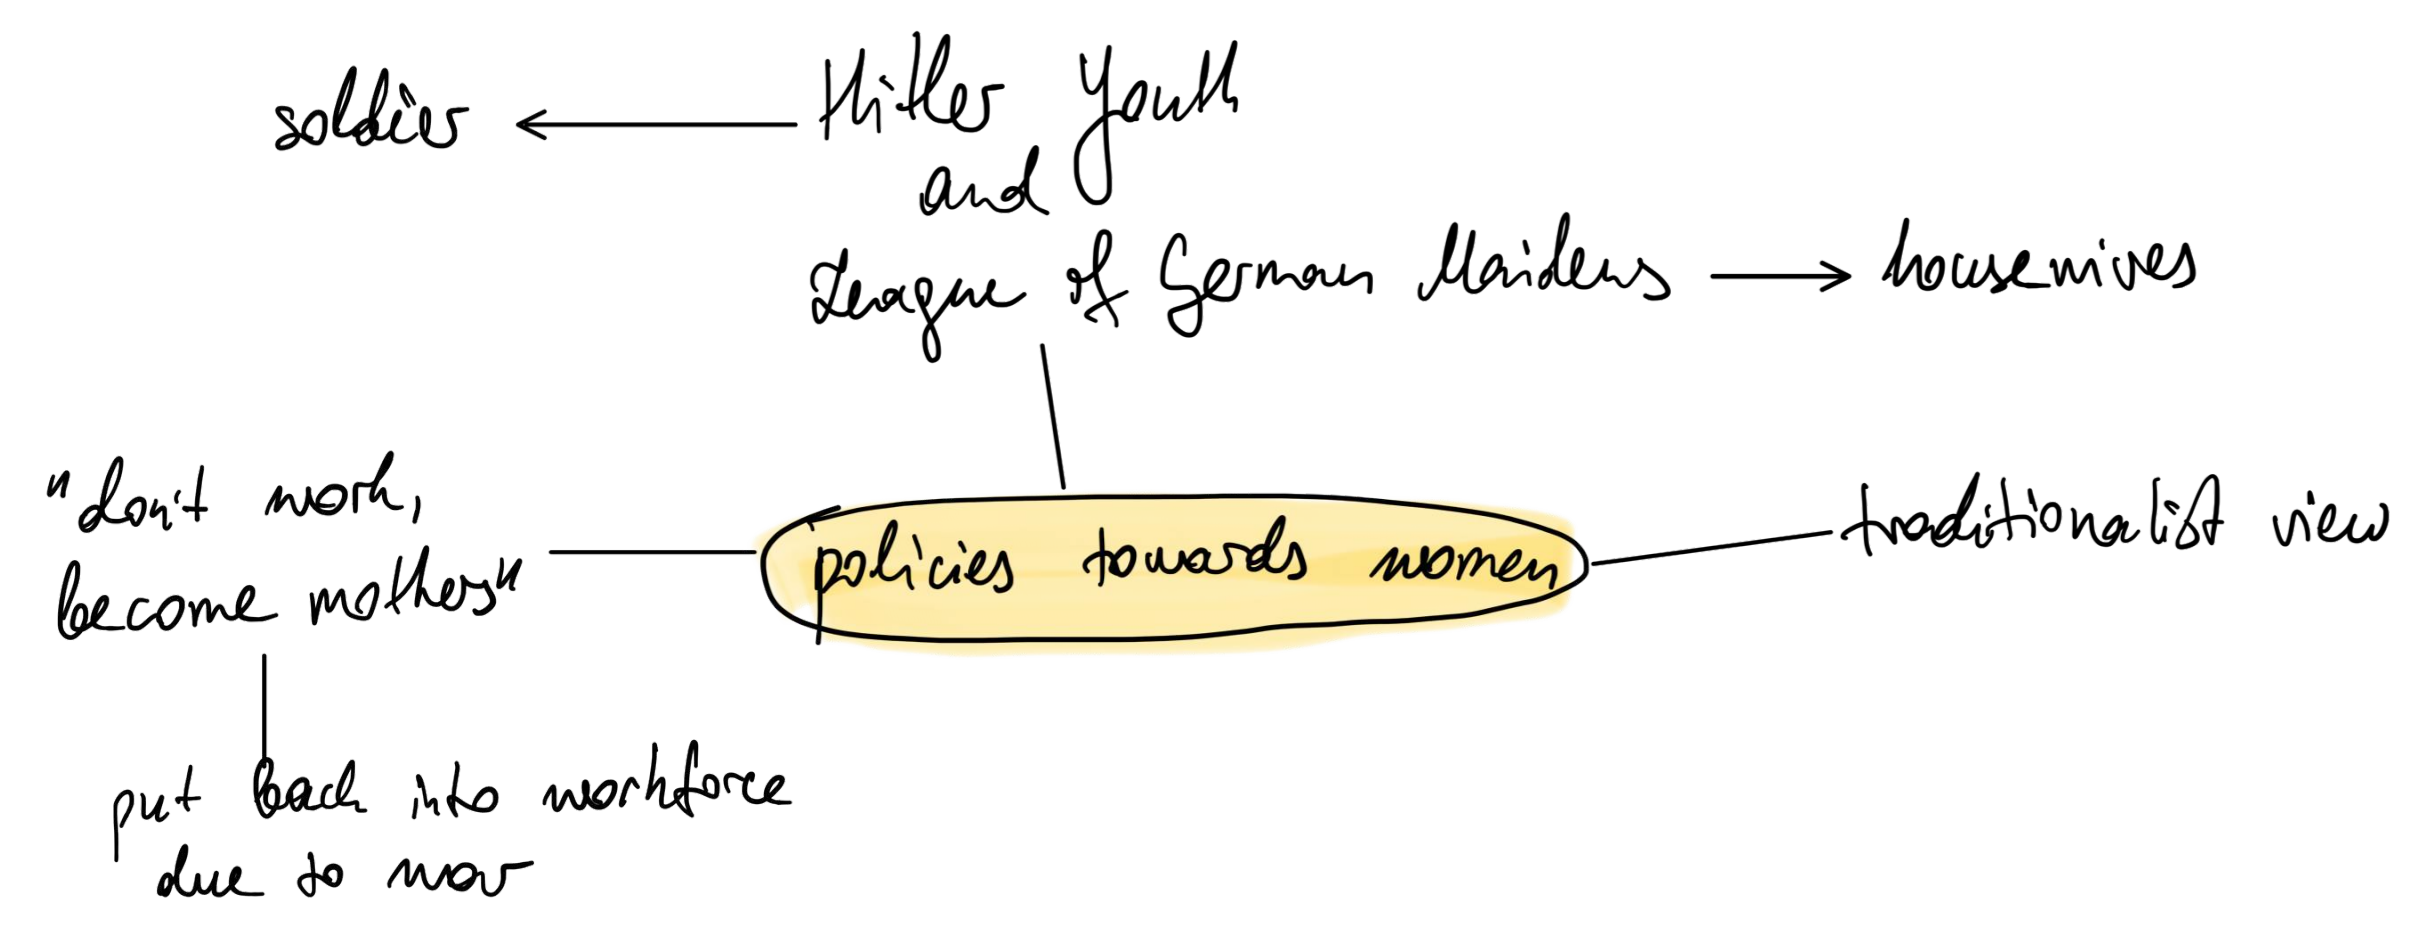 soldier
Hitler Youth
and
League of German Maidens
housewives
"don't work,
become mothers"
policies towards women
traditionalist view
put back into workforce
due to war